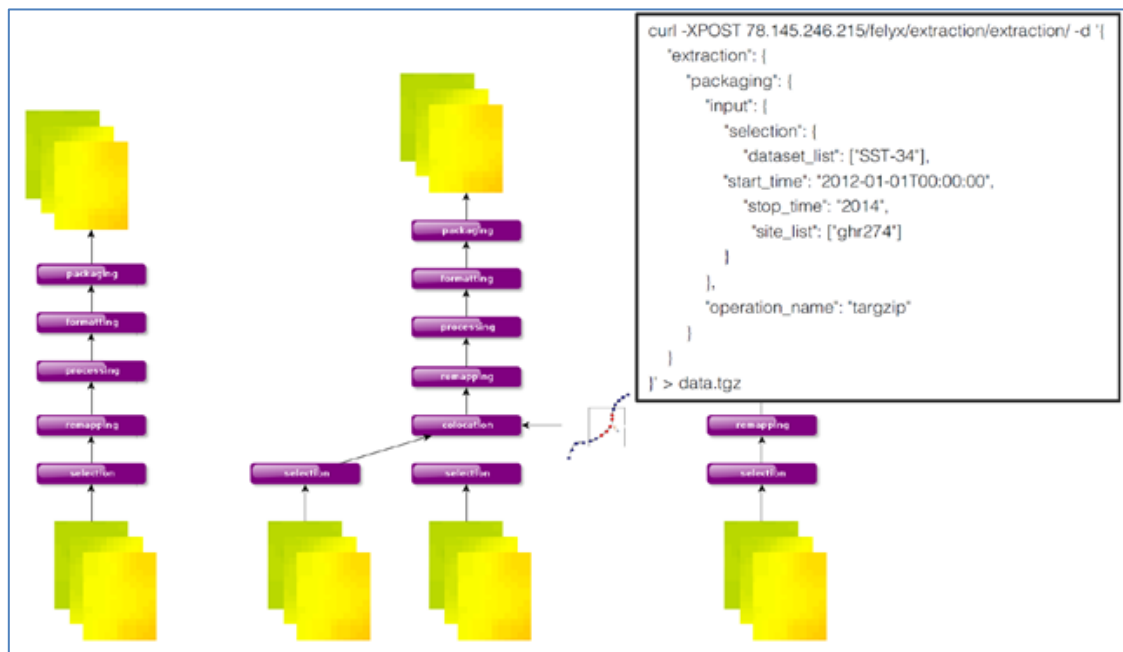 curl -XPOST 78.145.246.215/felyx/extraction/extraction/ -d '{
"extraction": {
"packaging": {
"input": {
"selection": {
"dataset_list": ["SST-34"],
"start_time": "2012-01-01T00:00:00",
"stop_time": "2014",
"site_list": ["ghr274"]
}
},
"operation_name": "targzip"
}
}
}' > data.tgz
packaging
formatting
processing
remapping
selection
packaging
formatting
processing
remapping
colocation
selection
selection
remapping
selection